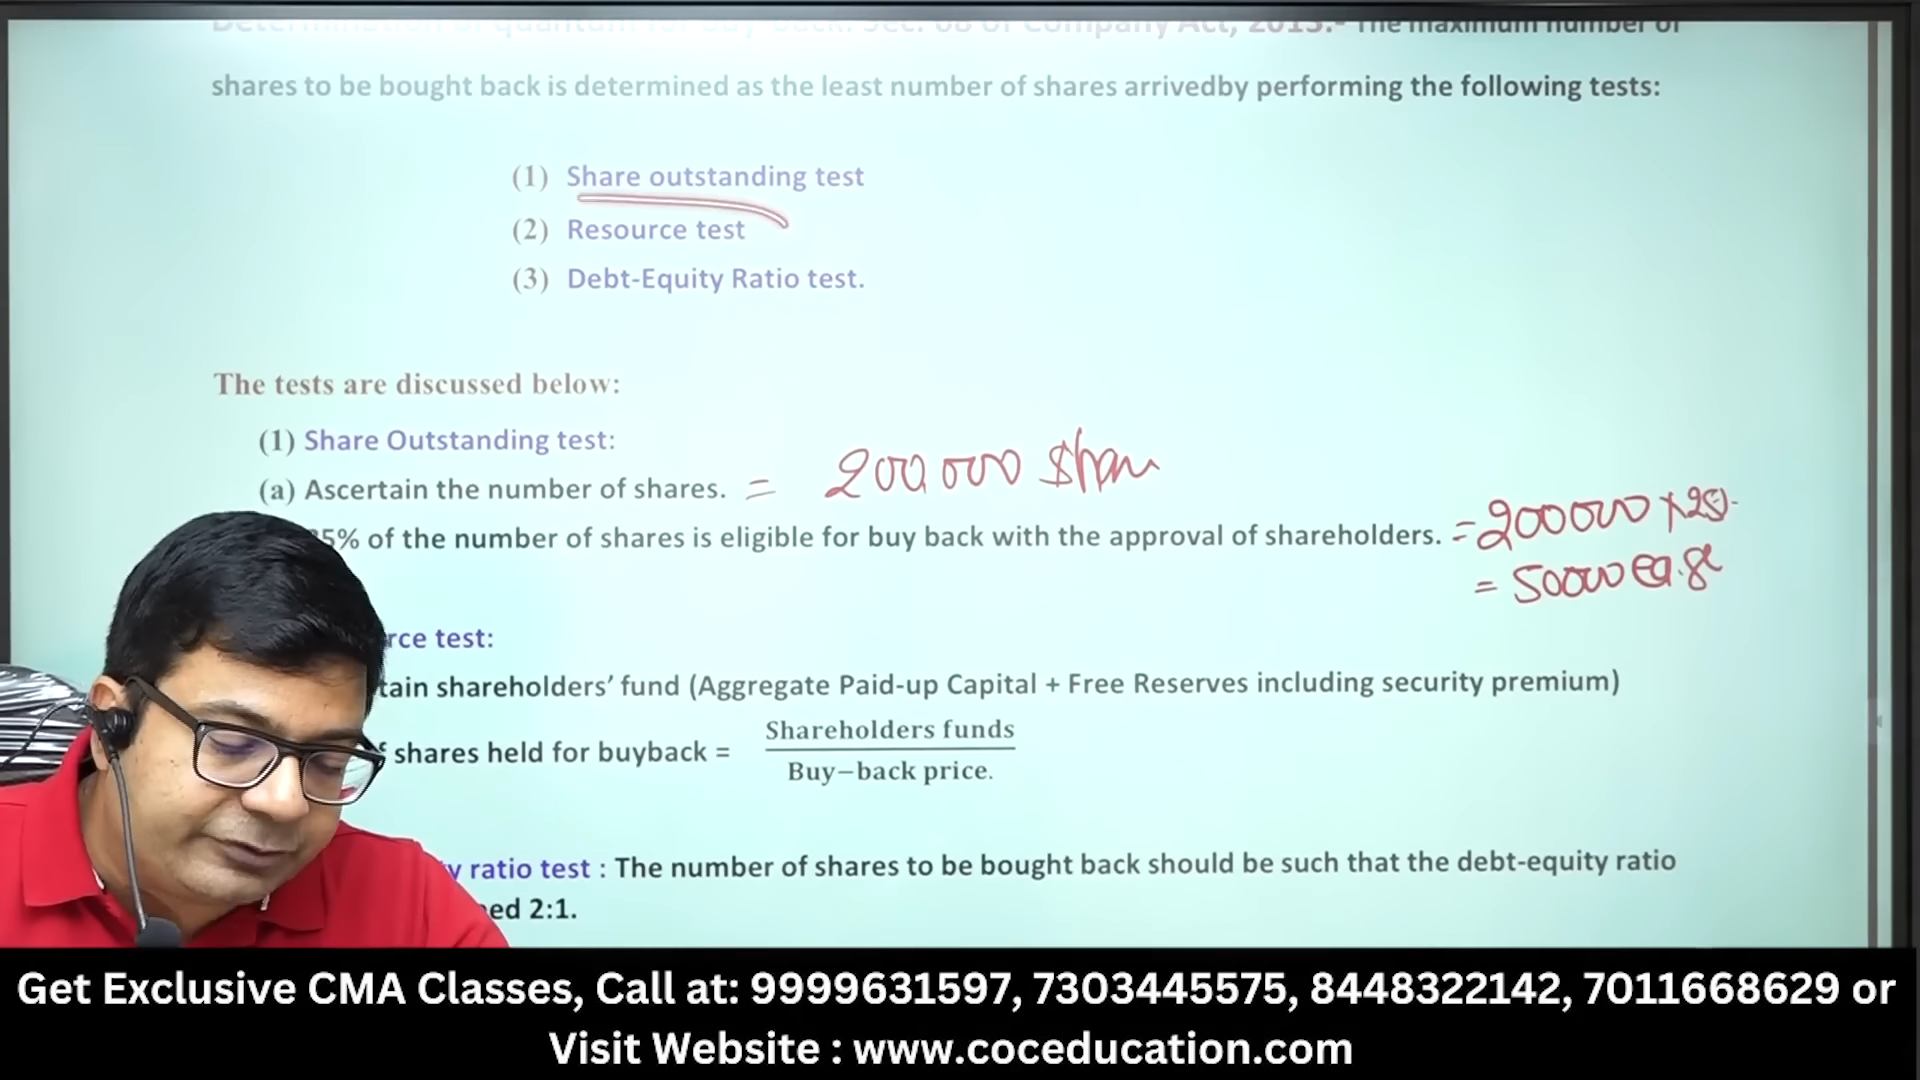 shares to be bought back is determined as the least number of shares arrivedby performing the following tests:
(1) Share outstanding test
(2) Resource test
(3) Debt-Equity Ratio test.
The tests are discussed below:
(1) Share Outstanding test:
(a) Ascertain the number of shares. = 200000 Share
5% of the number of shares is eligible for buy back with the approval of shareholders. = 200000 x 25%
= 50000 eq. sh
rce test:
tain shareholders' fund (Aggregate Paid-up Capital + Free Reserves including security premium)
shares held for buyback = Shareholders funds
Buy-back price.
y ratio test : The number of shares to be bought back should be such that the debt-equity ratio
ed 2:1.
Get Exclusive CMA Classes, Call at: 9999631597, 7303445575, 8448322142, 7011668629 or
Visit Website : www.coceducation.com